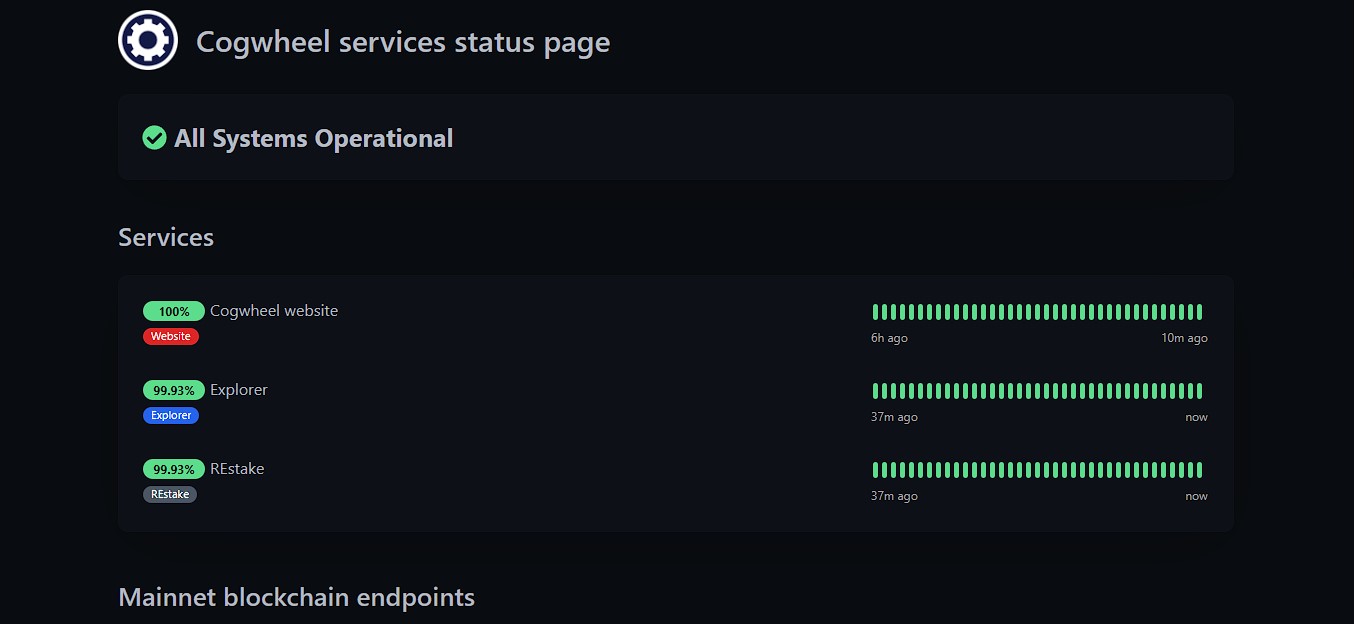 Cogwheel services status page
All Systems Operational
Services
100% Cogwheel website
Website
6h ago 10m ago
99.93% Explorer
Explorer
37m ago now
99.93% REstake
REstake
37m ago now
Mainnet blockchain endpoints